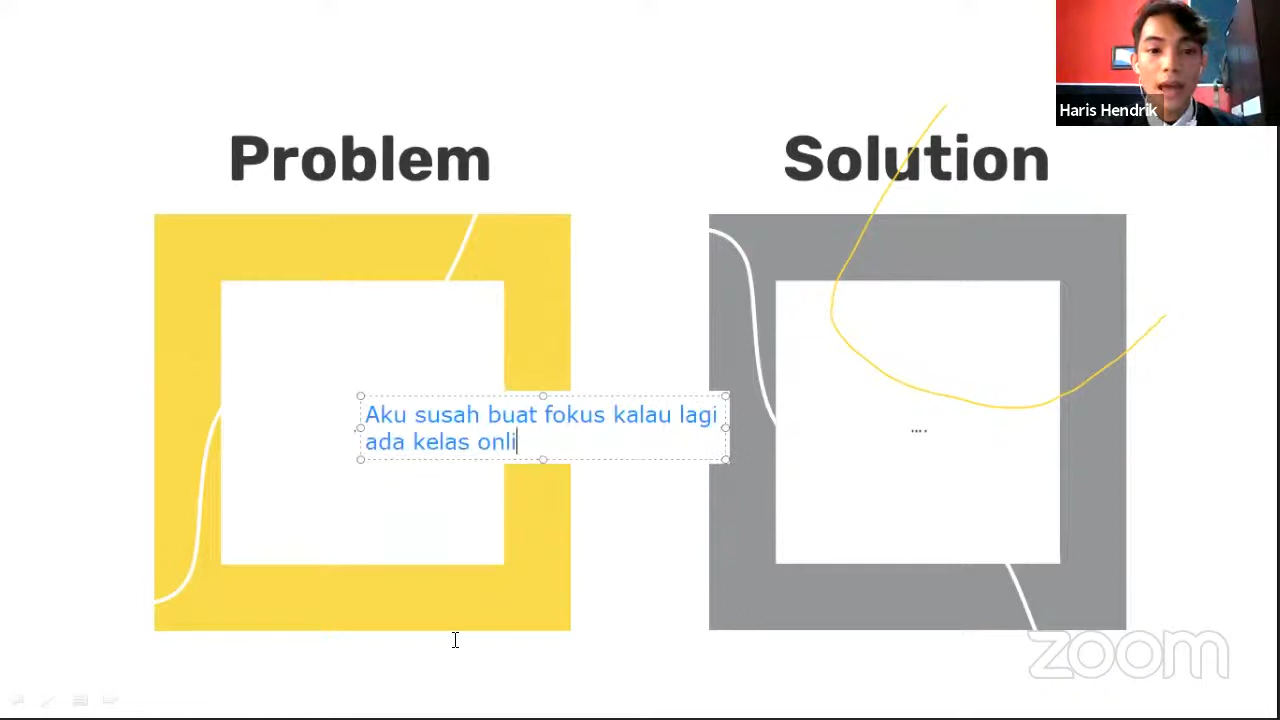 Haris Hendrik
Problem
Solution
Aku susah buat fokus kalau lagi
ada kelas onli
....
zoom